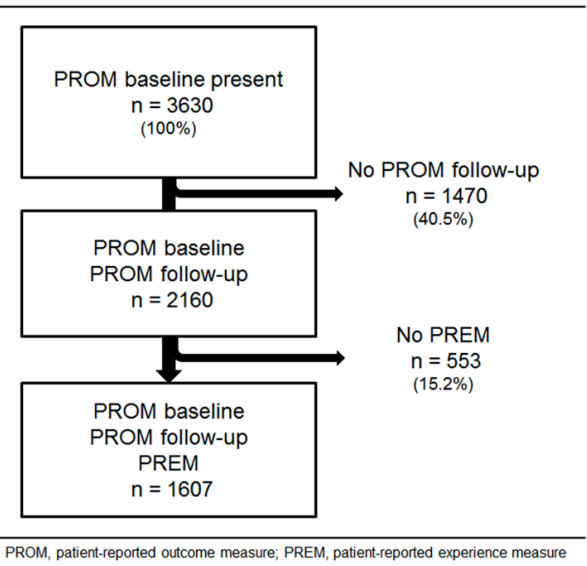 PROM baseline present
n = 3630
(100%)
No PROM follow-up
n = 1470
(40.5%)
PROM baseline
PROM follow-up
n = 2160
No PREM
n = 553
(15.2%)
PROM baseline
PROM follow-up
PREM
n = 1607
PROM, patient-reported outcome measure; PREM, patient-reported experience measure